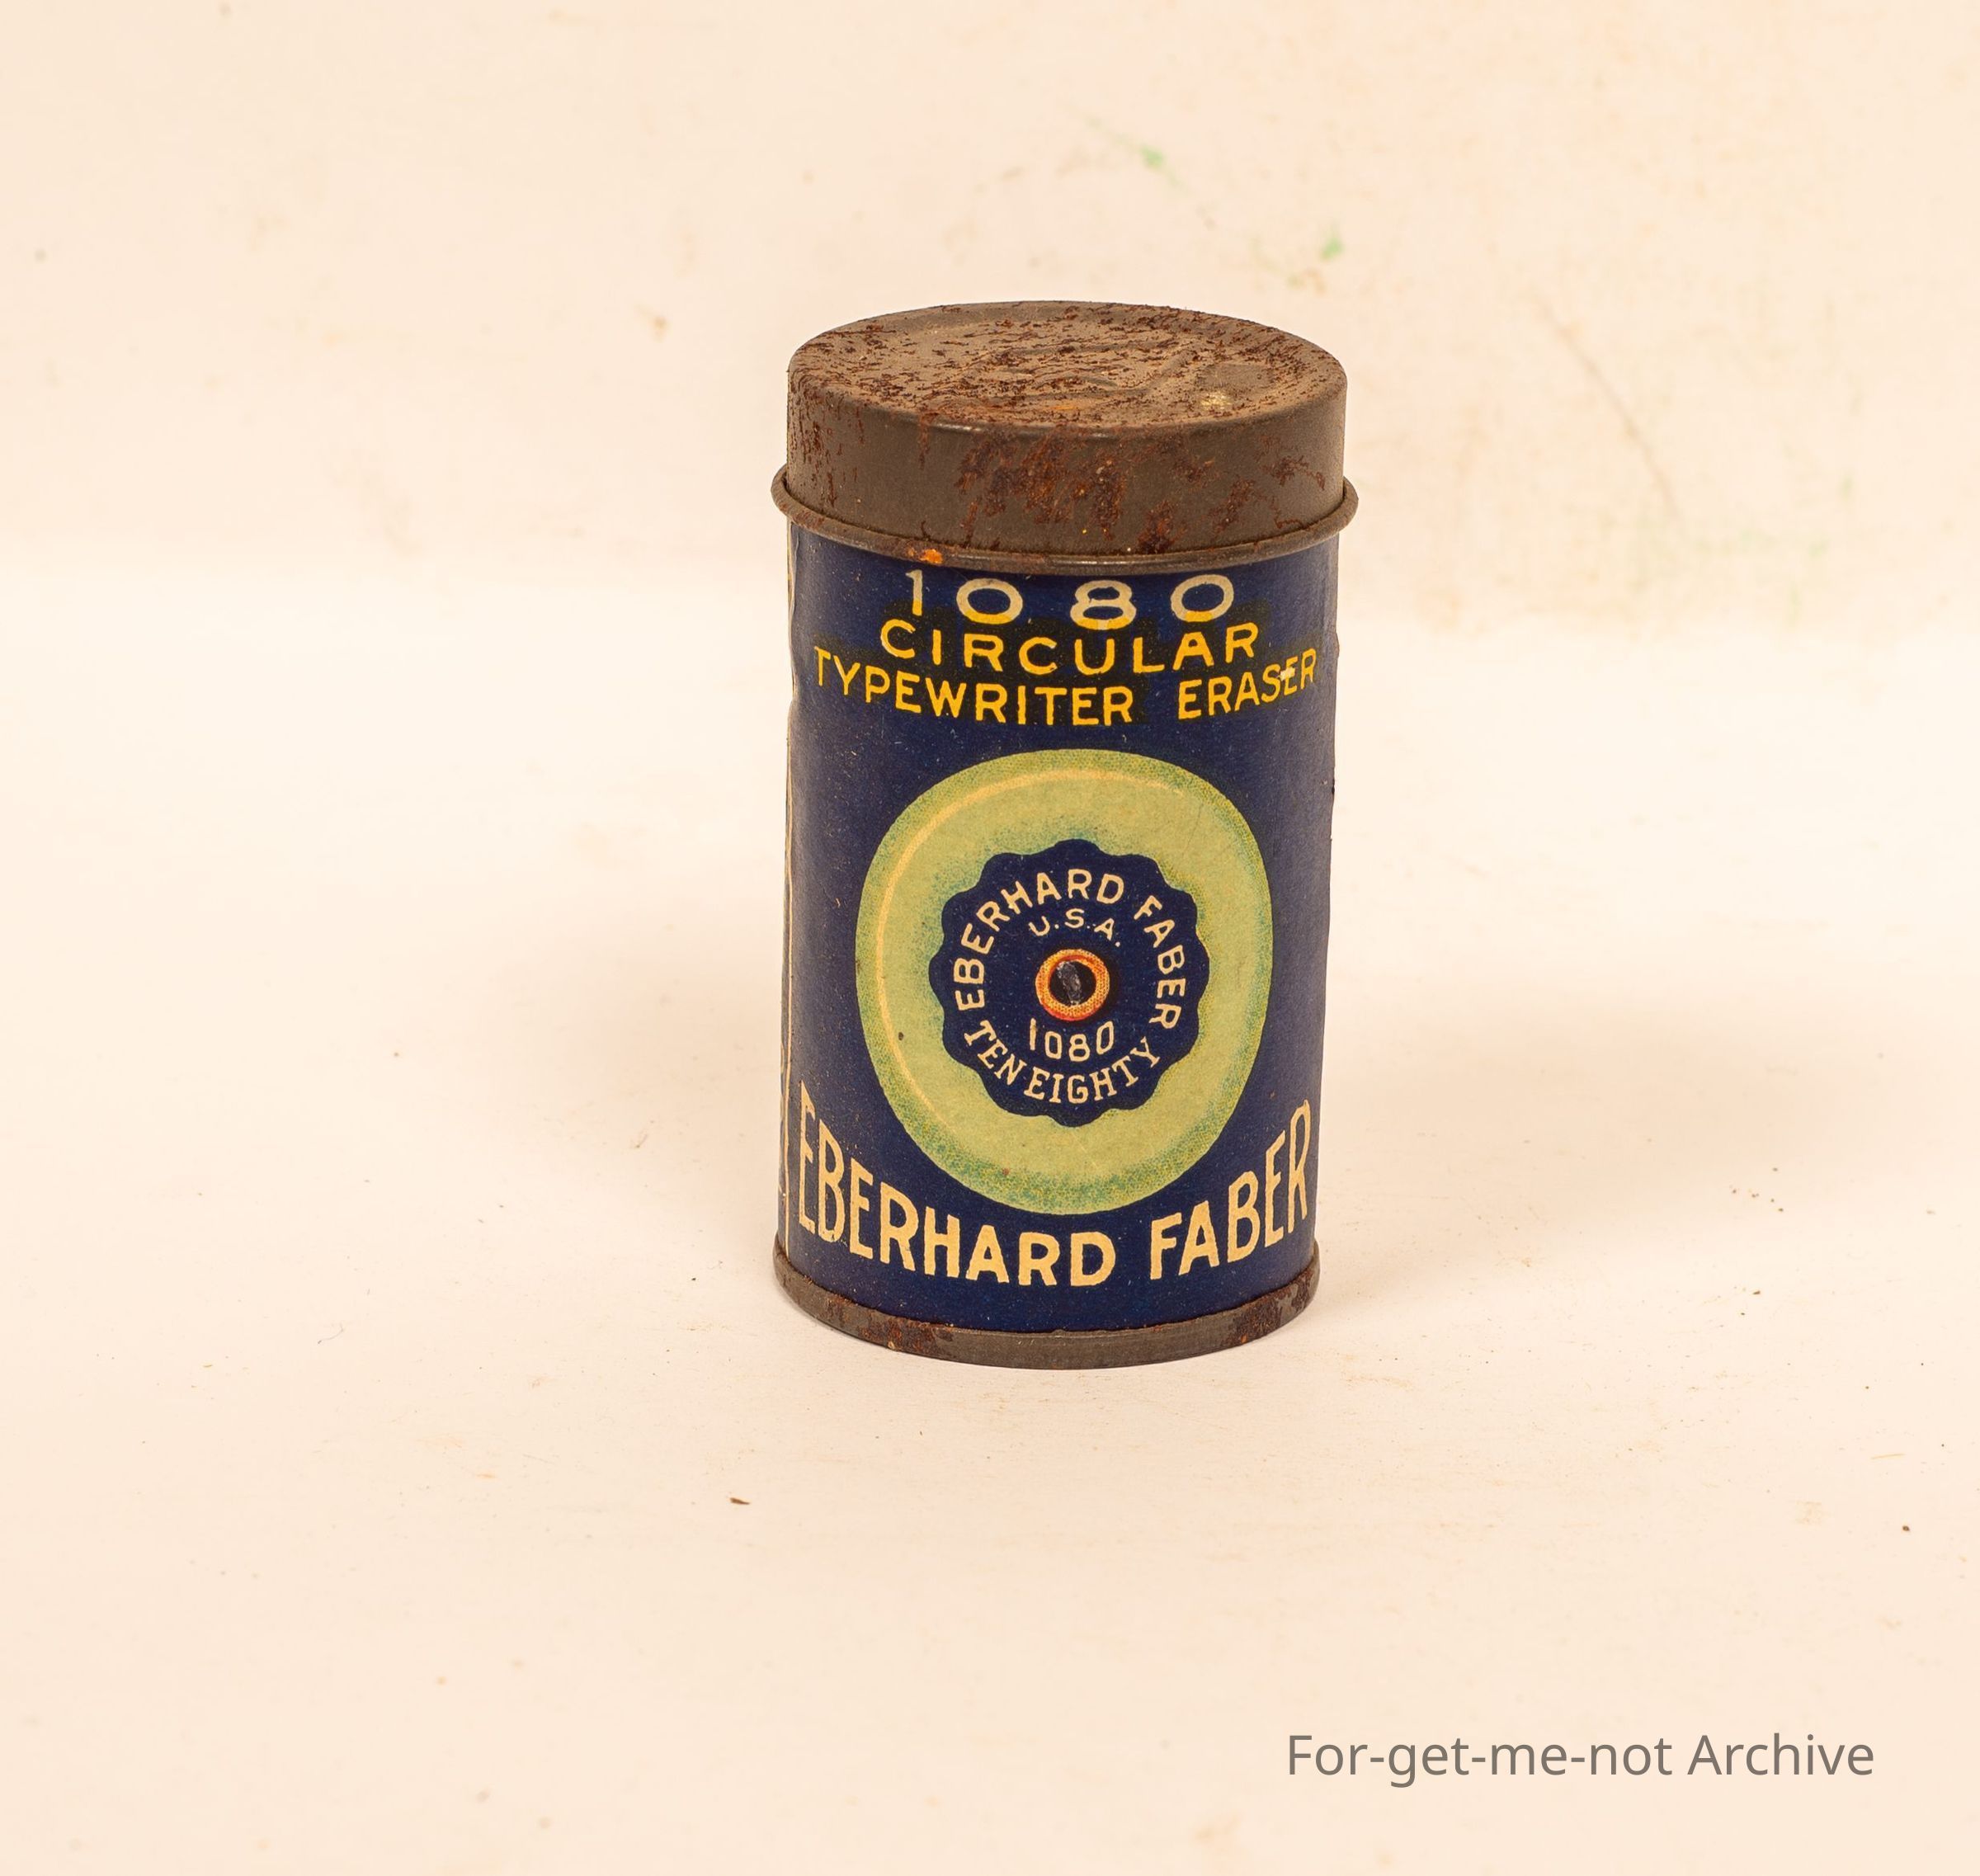 1080
CIRCULAR
TYPEWRITER ERASER
EBERHARD FABER
U.S.A.
1080
TEN EIGHTY
EBERHARD FABER
For-get-me-not Archive